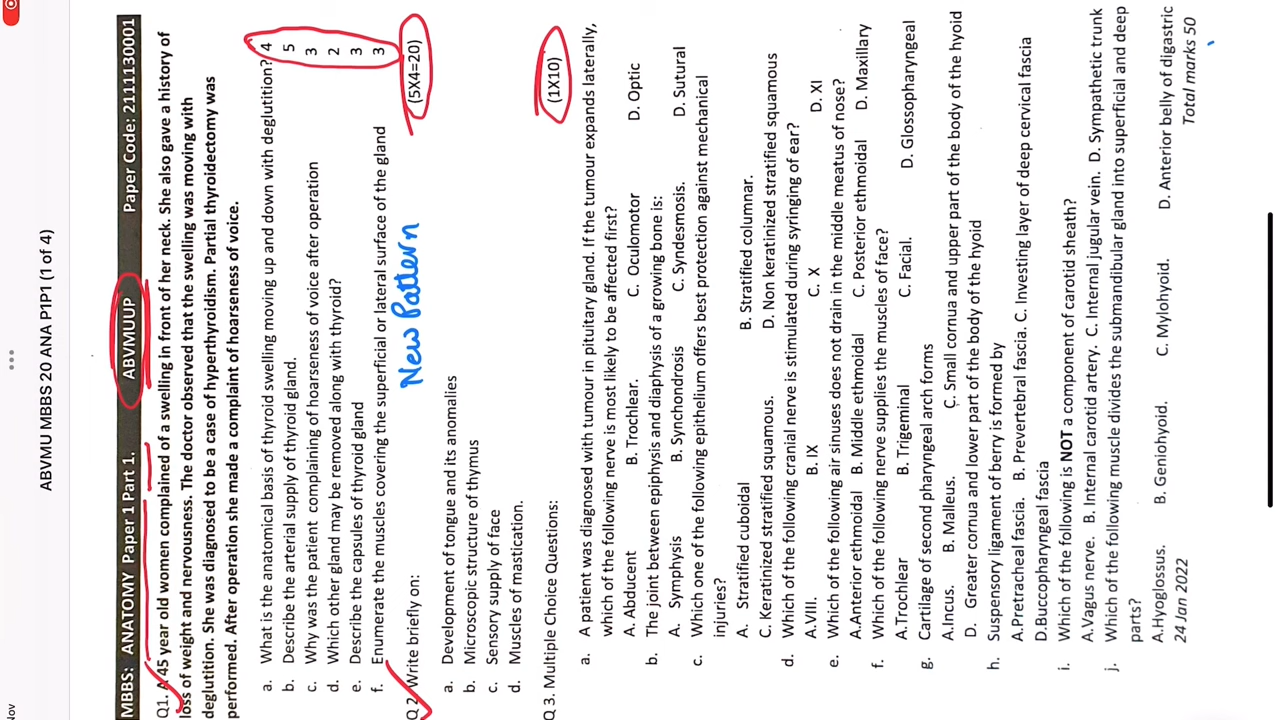 Nov
•••
ABVMU MBBS 20 ANA P1P1 (1 of 4)
MBBS: ANATOMY Paper 1 Part 1. ABVMUUP Paper Code: 2111130001
Q1. A 45 year old women complained of a swelling in front of her neck. She also gave a history of
loss of weight and nervousness. The doctor observed that the swelling was moving with
deglutition. She was diagnosed to be a case of hyperthyroidism. Partial thyroidectomy was
performed. After operation she made a complaint of hoarseness of voice.
a. What is the anatomical basis of thyroid swelling moving up and down with deglutition? 4
b. Describe the arterial supply of thyroid gland. 5
c. Why was the patient complaining of hoarseness of voice after operation 3
d. Which other gland may be removed along with thyroid? 2
e. Describe the capsules of thyroid gland 3
f. Enumerate the muscles covering the superficial or lateral surface of the gland 3
Q 2. Write briefly on: New Pattern (5X4=20)
a. Development of tongue and its anomalies
b. Microscopic structure of thymus
c. Sensory supply of face
d. Muscles of mastication.
Q 3. Multiple Choice Questions: (1X10)
a. A patient was diagnosed with tumour in pituitary gland. If the tumour expands laterally,
which of the following nerve is most likely to be affected first?
A. Abducent B. Trochlear. C. Oculomotor D. Optic
b. The joint between epiphysis and diaphysis of a growing bone is:
A. Symphysis B. Synchondrosis C. Syndesmosis. D. Sutural
c. Which one of the following epithelium offers best protection against mechanical
injuries?
A. Stratified cuboidal B. Stratified columnar.
C. Keratinized stratified squamous. D. Non keratinized stratified squamous
d. Which of the following cranial nerve is stimulated during syringing of ear?
A.VIII. B. IX C. X D. XI
e. Which of the following air sinuses does not drain in the middle meatus of nose?
A.Anterior ethmoidal B. Middle ethmoidal C. Posterior ethmoidal D. Maxillary
f. Which of the following nerve supplies the muscles of face?
A.Trochlear B. Trigeminal C. Facial. D. Glossopharyngeal
g. Cartilage of second pharyngeal arch forms
A.Incus. B. Malleus. C. Small cornua and upper part of the body of the hyoid
D. Greater cornua and lower part of the body of the hyoid
h. Suspensory ligament of berry is formed by
A.Pretracheal fascia. B. Prevertebral fascia. C. Investing layer of deep cervical fascia
D.Buccopharyngeal fascia
i. Which of the following is NOT a component of carotid sheath?
A.Vagus nerve. B. Internal carotid artery. C. Internal jugular vein. D. Sympathetic trunk
j. Which of the following muscle divides the submandibular gland into superficial and deep
parts?
A.Hyoglossus. B. Geniohyoid. C. Mylohyoid. D. Anterior belly of digastric
24 Jan 2022 Total marks 50